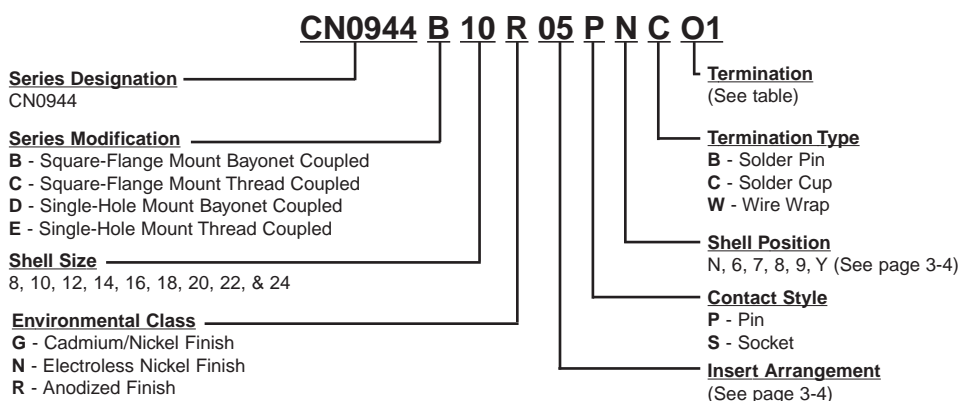 CN0944 B 10 R 05 P N C O1
Series Designation
CN0944
Series Modification
B - Square-Flange Mount Bayonet Coupled
C - Square-Flange Mount Thread Coupled
D - Single-Hole Mount Bayonet Coupled
E - Single-Hole Mount Thread Coupled
Shell Size
8, 10, 12, 14, 16, 18, 20, 22, & 24
Environmental Class
G - Cadmium/Nickel Finish
N - Electroless Nickel Finish
R - Anodized Finish
Termination
(See table)
Termination Type
B - Solder Pin
C - Solder Cup
W - Wire Wrap
Shell Position
N, 6, 7, 8, 9, Y (See page 3-4)
Contact Style
P - Pin
S - Socket
Insert Arrangement
(See page 3-4)